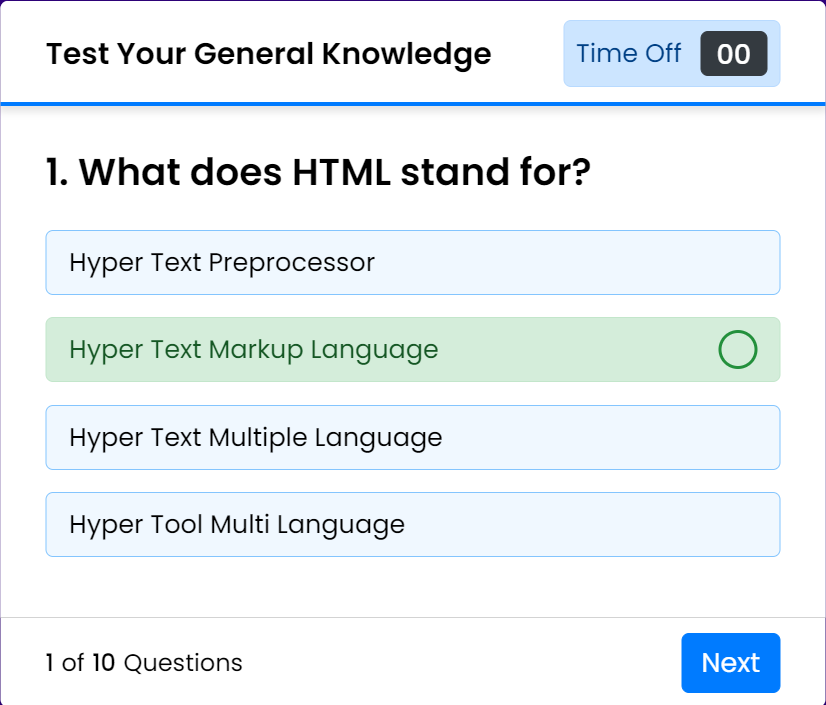 Test Your General Knowledge
Time Off 00
1. What does HTML stand for?
Hyper Text Preprocessor
Hyper Text Markup Language
Hyper Text Multiple Language
Hyper Tool Multi Language
1 of 10 Questions
Next